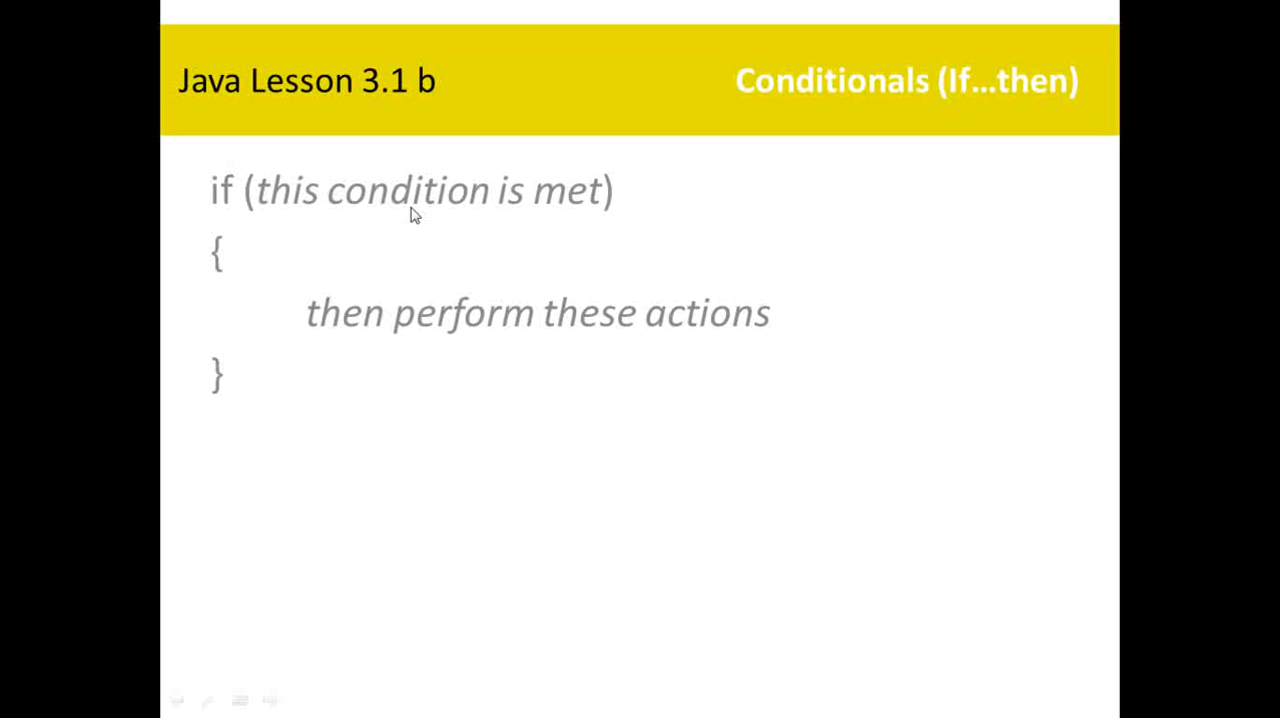 Java Lesson 3.1 b
Conditionals (If...then)
if (this condition is met)
{
then perform these actions
}